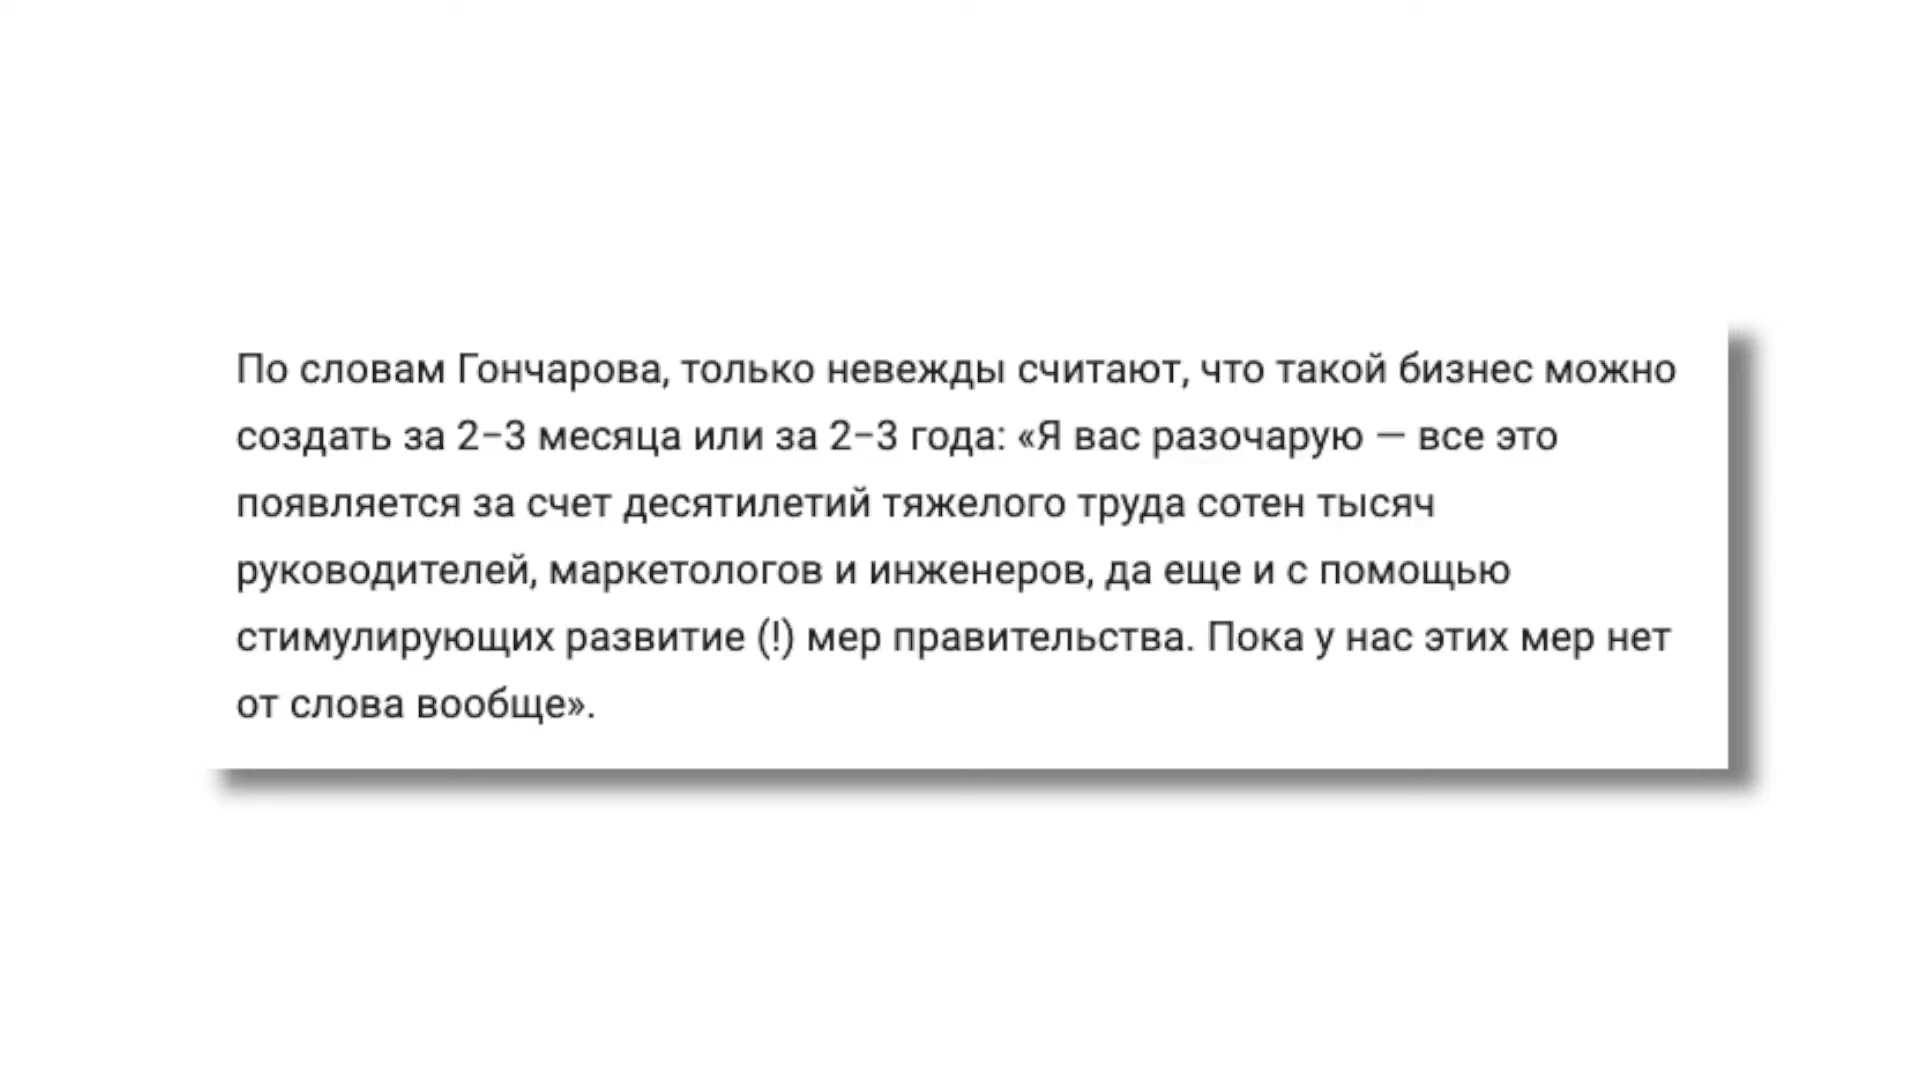 По словам Гончарова, только невежды считают, что такой бизнес можно
создать за 2–3 месяца или за 2–3 года: «Я вас разочарую — все это
появляется за счет десятилетий тяжелого труда сотен тысяч
руководителей, маркетологов и инженеров, да еще и с помощью
стимулирующих развитие (!) мер правительства. Пока у нас этих мер нет
от слова вообще».